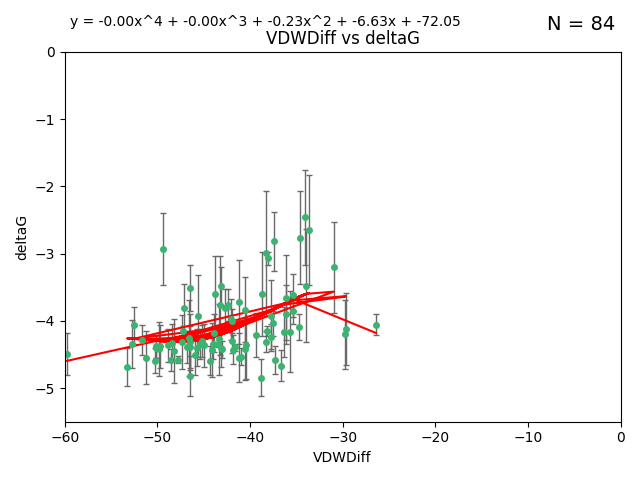 y = -0.00x^4 + -0.00x^3 + -0.23x^2 + -6.63x + -72.05
N = 84
VDWDiff vs deltaG
0
−1
−2
−3
−4
−5
deltaG
−60 −50 −40 −30 −20 −10 0
VDWDiff